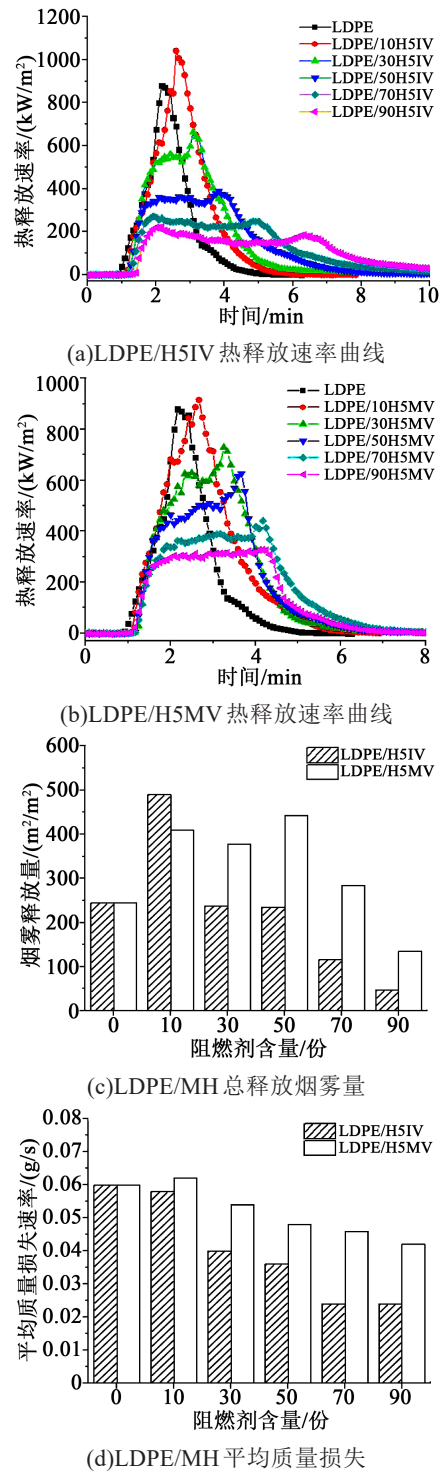 1200
1000
800
600
400
200
0
热释放速率/(kW/m²)
LDPE
LDPE/10H5IV
LDPE/30H5IV
LDPE/50H5IV
LDPE/70H5IV
LDPE/90H5IV
0 2 4 6 8 10
时间/min
(a)LDPE/H5IV 热释放速率曲线
1000
800
600
400
200
0
热释放速率/(kW/m²)
LDPE
LDPE/10H5MV
LDPE/30H5MV
LDPE/50H5MV
LDPE/70H5MV
LDPE/90H5MV
0 2 4 6 8
时间/min
(b)LDPE/H5MV 热释放速率曲线
600
500
400
300
200
100
0
烟雾释放量/(m²/m²)
LDPE/H5IV
LDPE/H5MV
0 10 30 50 70 90
阻燃剂含量/份
(c)LDPE/MH 总释放烟雾量
0.08
0.07
0.06
0.05
0.04
0.03
0.02
0.01
0
平均质量损失速率/(g/s)
LDPE/H5IV
LDPE/H5MV
0 10 30 50 70 90
阻燃剂含量/份
(d)LDPE/MH 平均质量损失